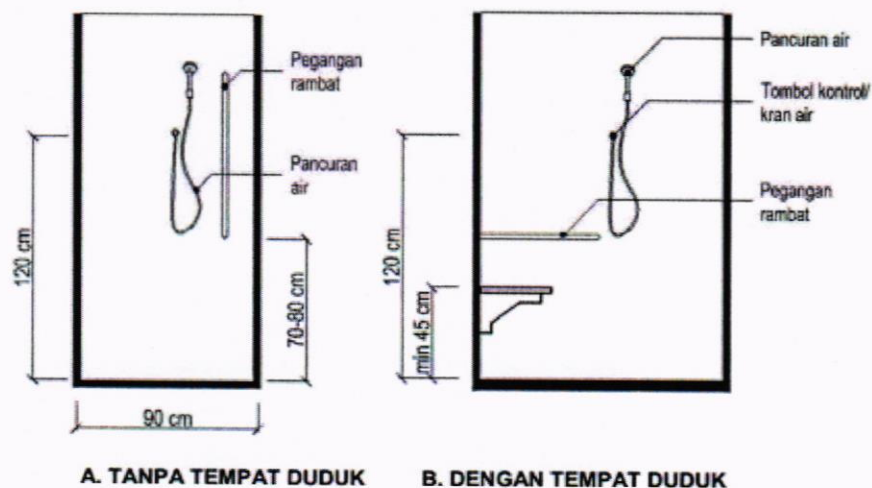 Pegangan
rambat
Pancuran
air
120 cm
70-80 cm
90 cm
A. TANPA TEMPAT DUDUK
Pancuran air
Tombol kontrol/
kran air
Pegangan
rambat
120 cm
min 45 cm
B. DENGAN TEMPAT DUDUK